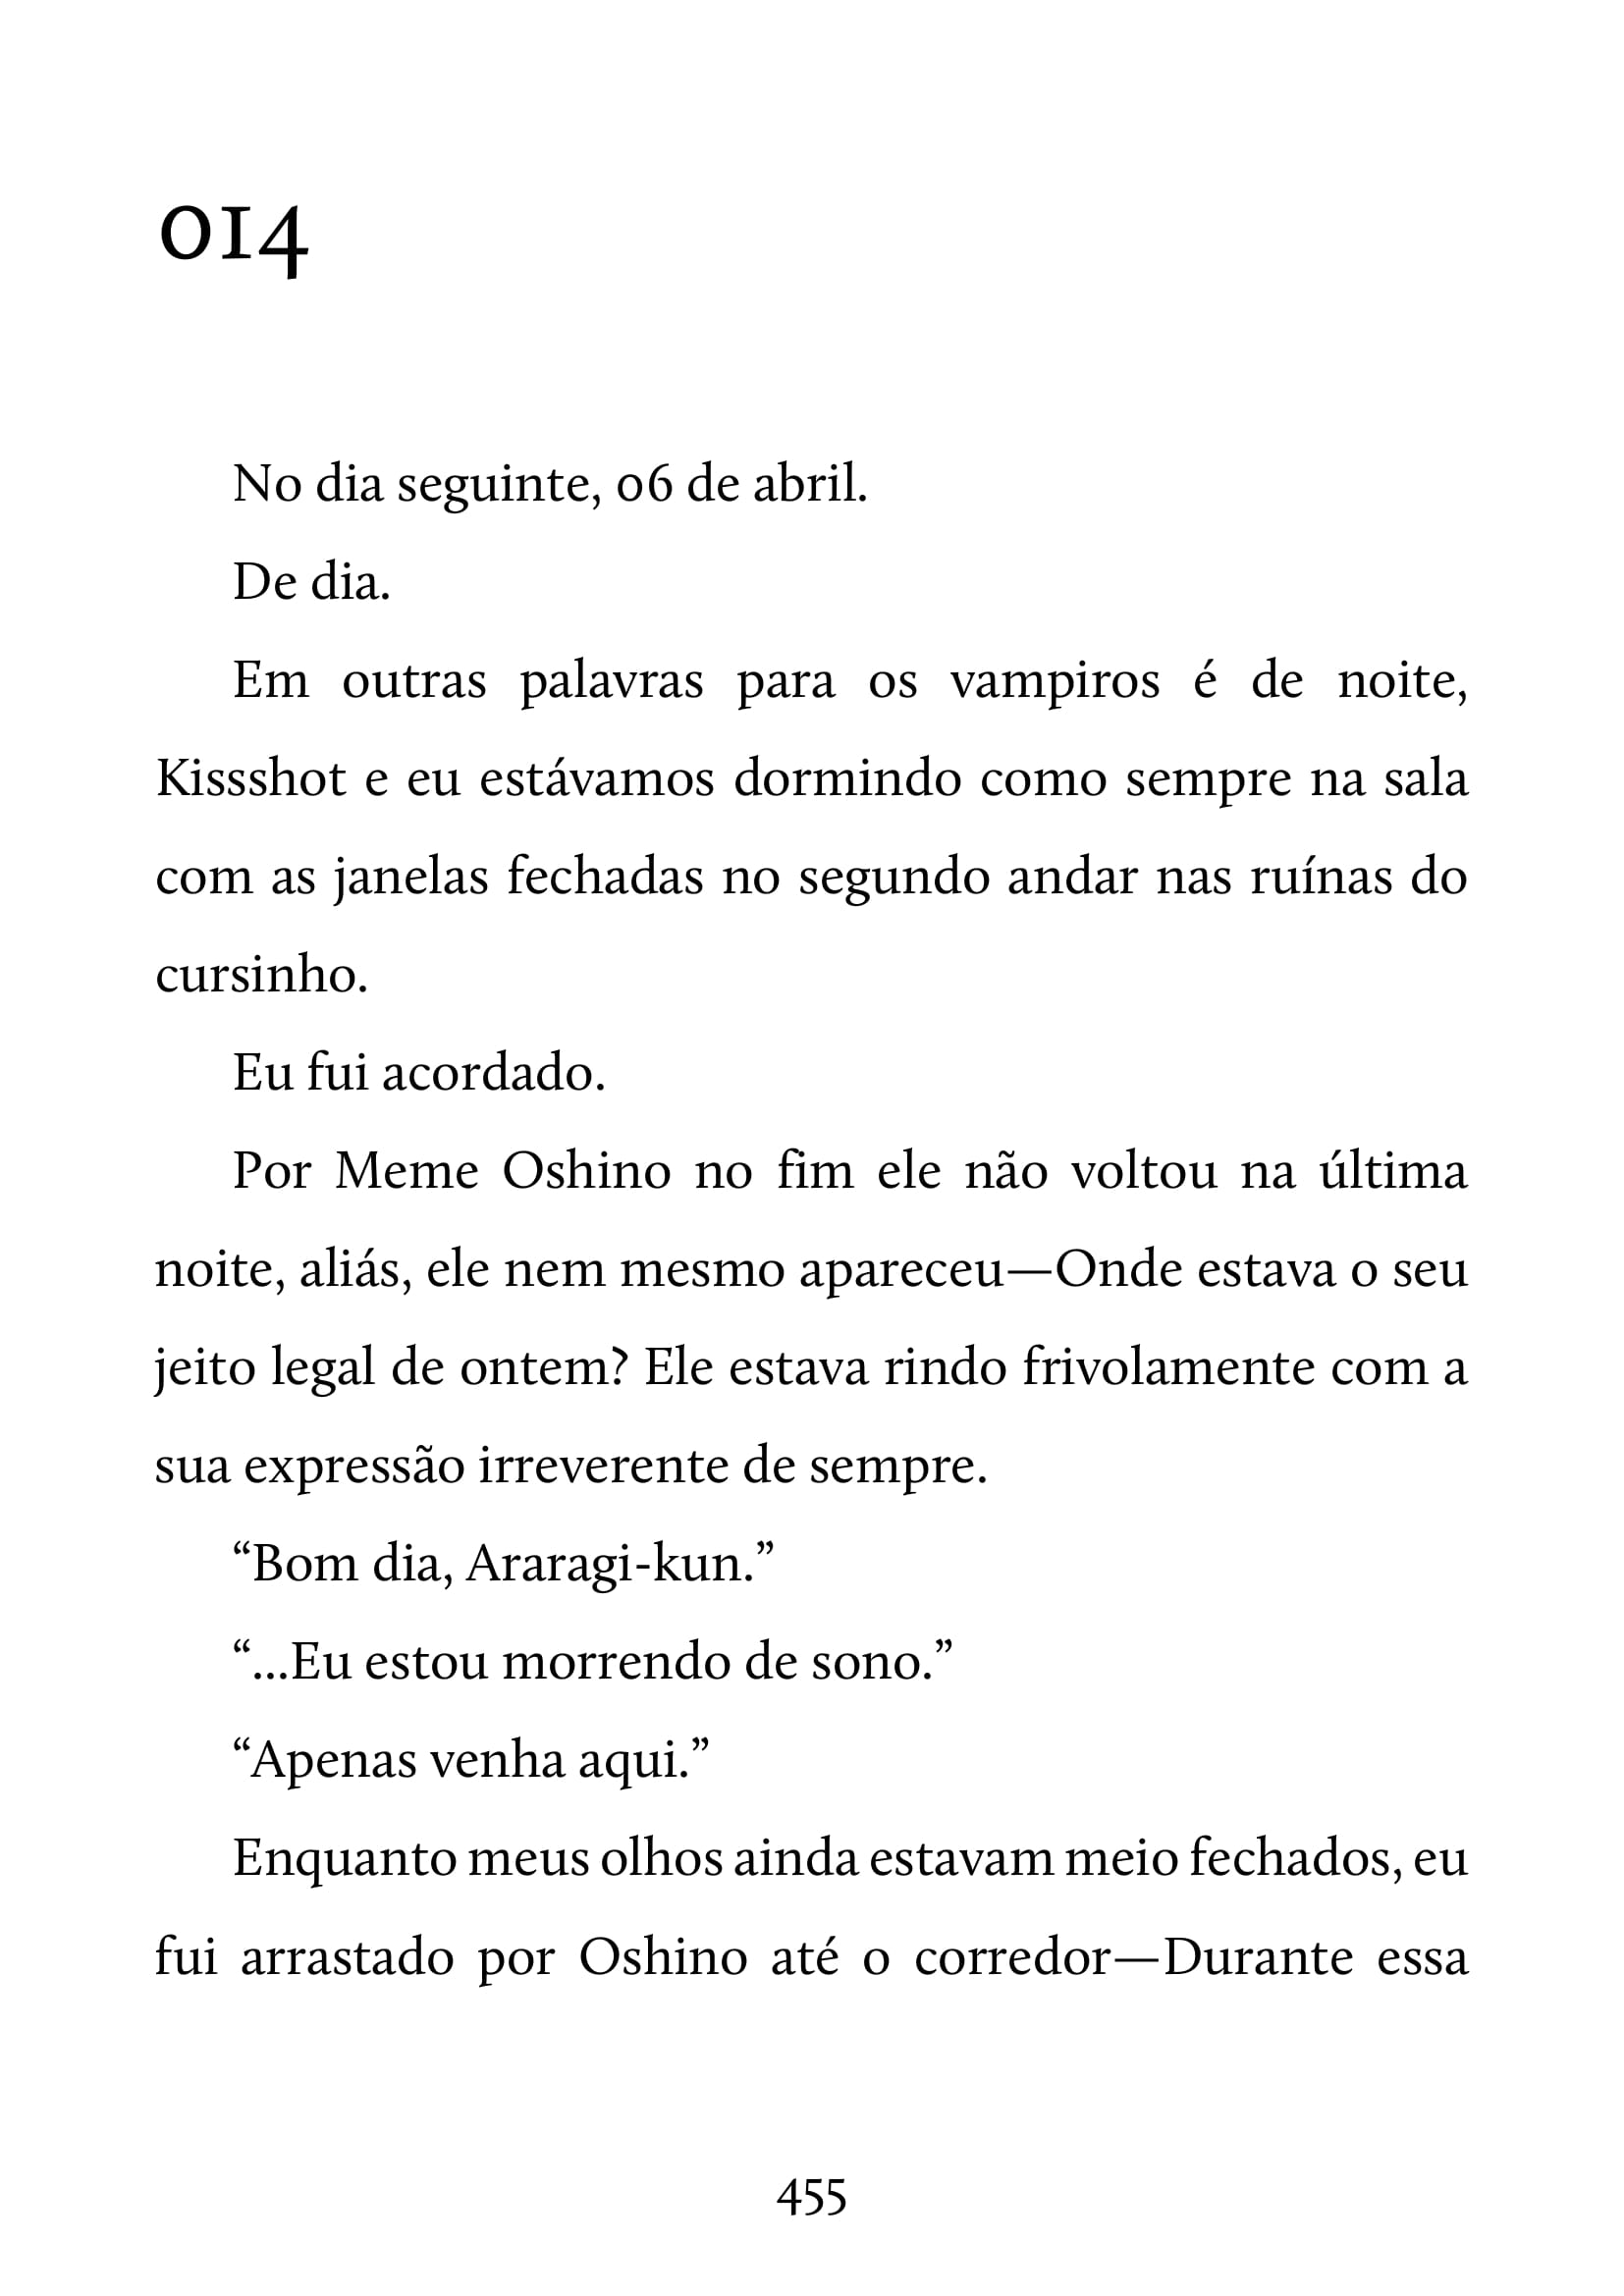 014
No dia seguinte, 06 de abril.
De dia.
Em outras palavras para os vampiros é de noite,
Kissshot e eu estávamos dormindo como sempre na sala
com as janelas fechadas no segundo andar nas ruínas do
cursinho.
Eu fui acordado.
Por Meme Oshino no fim ele não voltou na última
noite, aliás, ele nem mesmo apareceu—Onde estava o seu
jeito legal de ontem? Ele estava rindo frivolamente com a
sua expressão irreverente de sempre.
“Bom dia, Araragi-kun.”
“...Eu estou morrendo de sono.”
“Apenas venha aqui.”
Enquanto meus olhos ainda estavam meio fechados, eu
fui arrastado por Oshino até o corredor—Durante essa
455